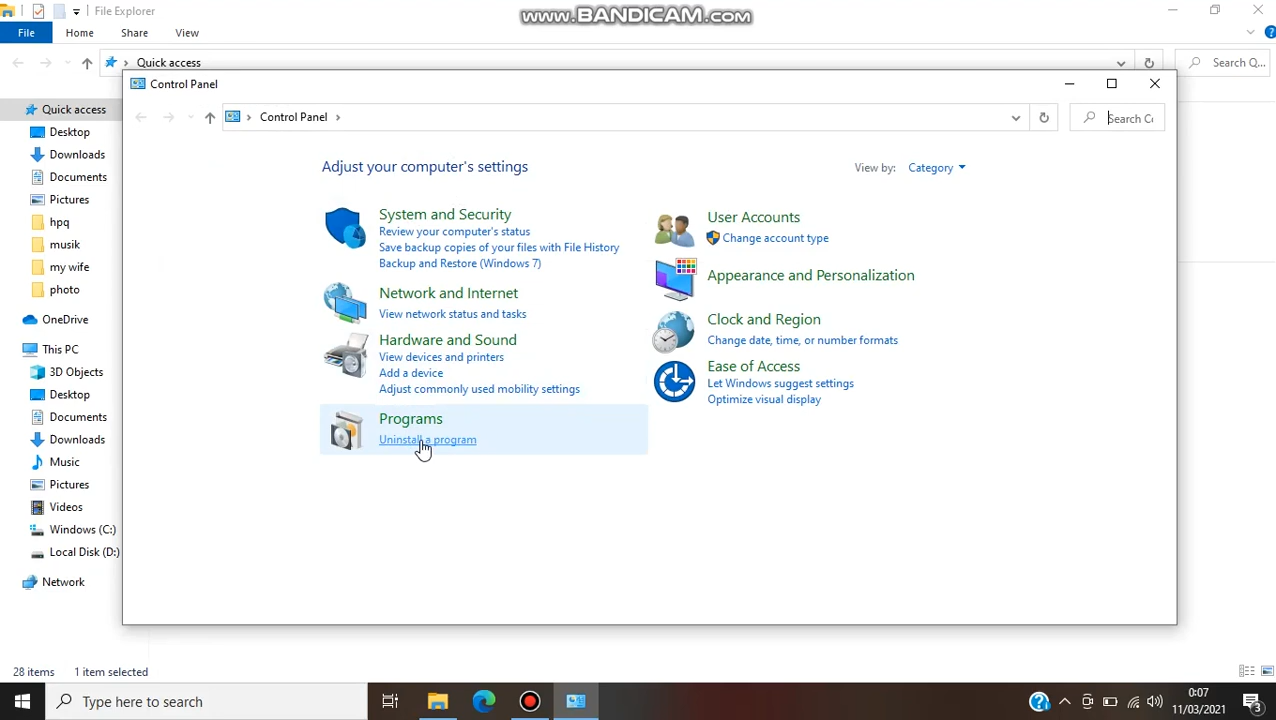 File Explorer
www.BANDICAM.com
File Home Share View
Quick access
Search Q...
Control Panel
Control Panel
Search Co
Quick access
Desktop
Downloads
Documents
Pictures
hpq
musik
my wife
photo
OneDrive
This PC
3D Objects
Desktop
Documents
Downloads
Music
Pictures
Videos
Windows (C:)
Local Disk (D:)
Network
Adjust your computer's settings
View by: Category
System and Security
Review your computer's status
Save backup copies of your files with File History
Backup and Restore (Windows 7)
Network and Internet
View network status and tasks
Hardware and Sound
View devices and printers
Add a device
Adjust commonly used mobility settings
Programs
Uninstall a program
User Accounts
Change account type
Appearance and Personalization
Clock and Region
Change date, time, or number formats
Ease of Access
Let Windows suggest settings
Optimize visual display
28 items 1 item selected
Type here to search
0:07
11/03/2021
3